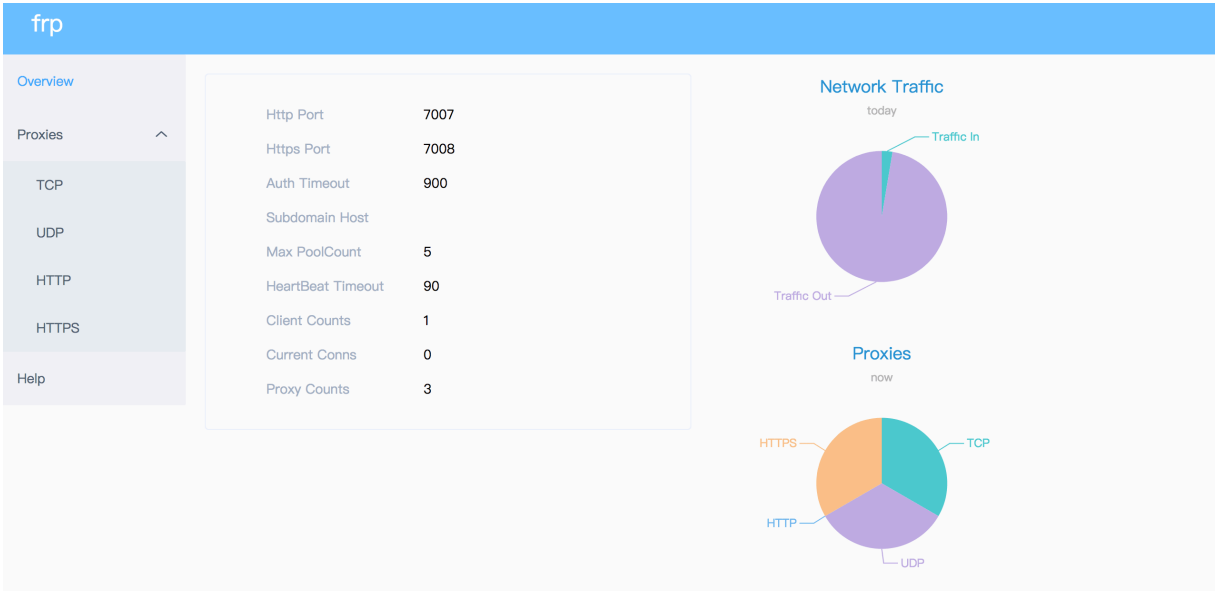 frp
Overview
Proxies
TCP
UDP
HTTP
HTTPS
Help
Http Port 7007
Https Port 7008
Auth Timeout 900
Subdomain Host
Max PoolCount 5
HeartBeat Timeout 90
Client Counts 1
Current Conns 0
Proxy Counts 3
Network Traffic
today
Traffic In
Traffic Out
Proxies
now
HTTPS
TCP
HTTP
UDP